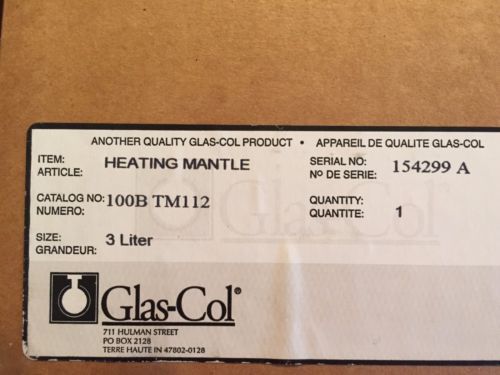 ANOTHER QUALITY GLAS-COL PRODUCT • APPAREIL DE QUALITE GLAS-COL
ITEM: HEATING MANTLE
ARTICLE:
SERIAL NO: 154299 A
Nº DE SERIE:
CATALOG NO: 100B TM112
NUMERO:
QUANTITY: 1
QUANTITE:
SIZE: 3 Liter
GRANDEUR:
Glas-Col
Glas-Col®
711 HULMAN STREET
PO BOX 2128
TERRE HAUTE IN 47802-0128